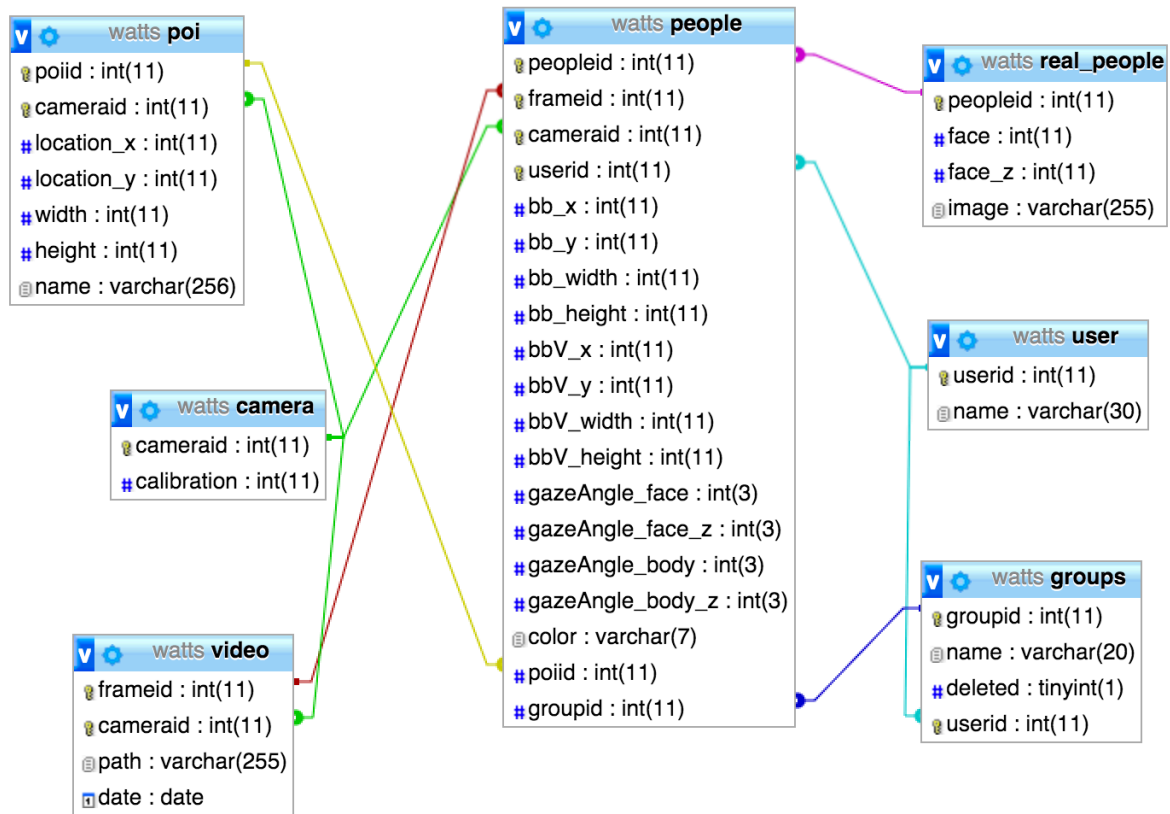 v watts poi
poiid : int(11)
cameraid : int(11)
#location_x : int(11)
#location_y : int(11)
#width : int(11)
#height : int(11)
name : varchar(256)
v watts people
peopleid : int(11)
frameid : int(11)
cameraid : int(11)
userid : int(11)
#bb_x : int(11)
#bb_y : int(11)
#bb_width : int(11)
#bb_height : int(11)
#bbV_x : int(11)
#bbV_y : int(11)
#bbV_width : int(11)
#bbV_height : int(11)
#gazeAngle_face : int(3)
#gazeAngle_face_z : int(3)
#gazeAngle_body : int(3)
#gazeAngle_body_z : int(3)
color : varchar(7)
#poiid : int(11)
#groupid : int(11)
v watts real_people
peopleid : int(11)
#face : int(11)
#face_z : int(11)
image : varchar(255)
v watts user
userid : int(11)
name : varchar(30)
v watts camera
cameraid : int(11)
#calibration : int(11)
v watts groups
groupid : int(11)
name : varchar(20)
#deleted : tinyint(1)
userid : int(11)
v watts video
frameid : int(11)
cameraid : int(11)
path : varchar(255)
date : date